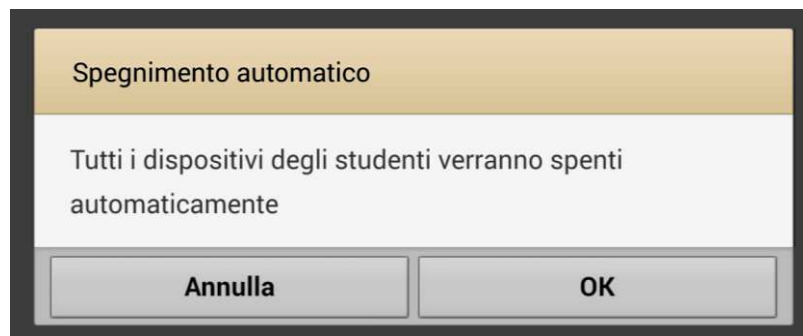 Spegnimento automatico
Tutti i dispositivi degli studenti verranno spenti
automaticamente
Annulla
OK